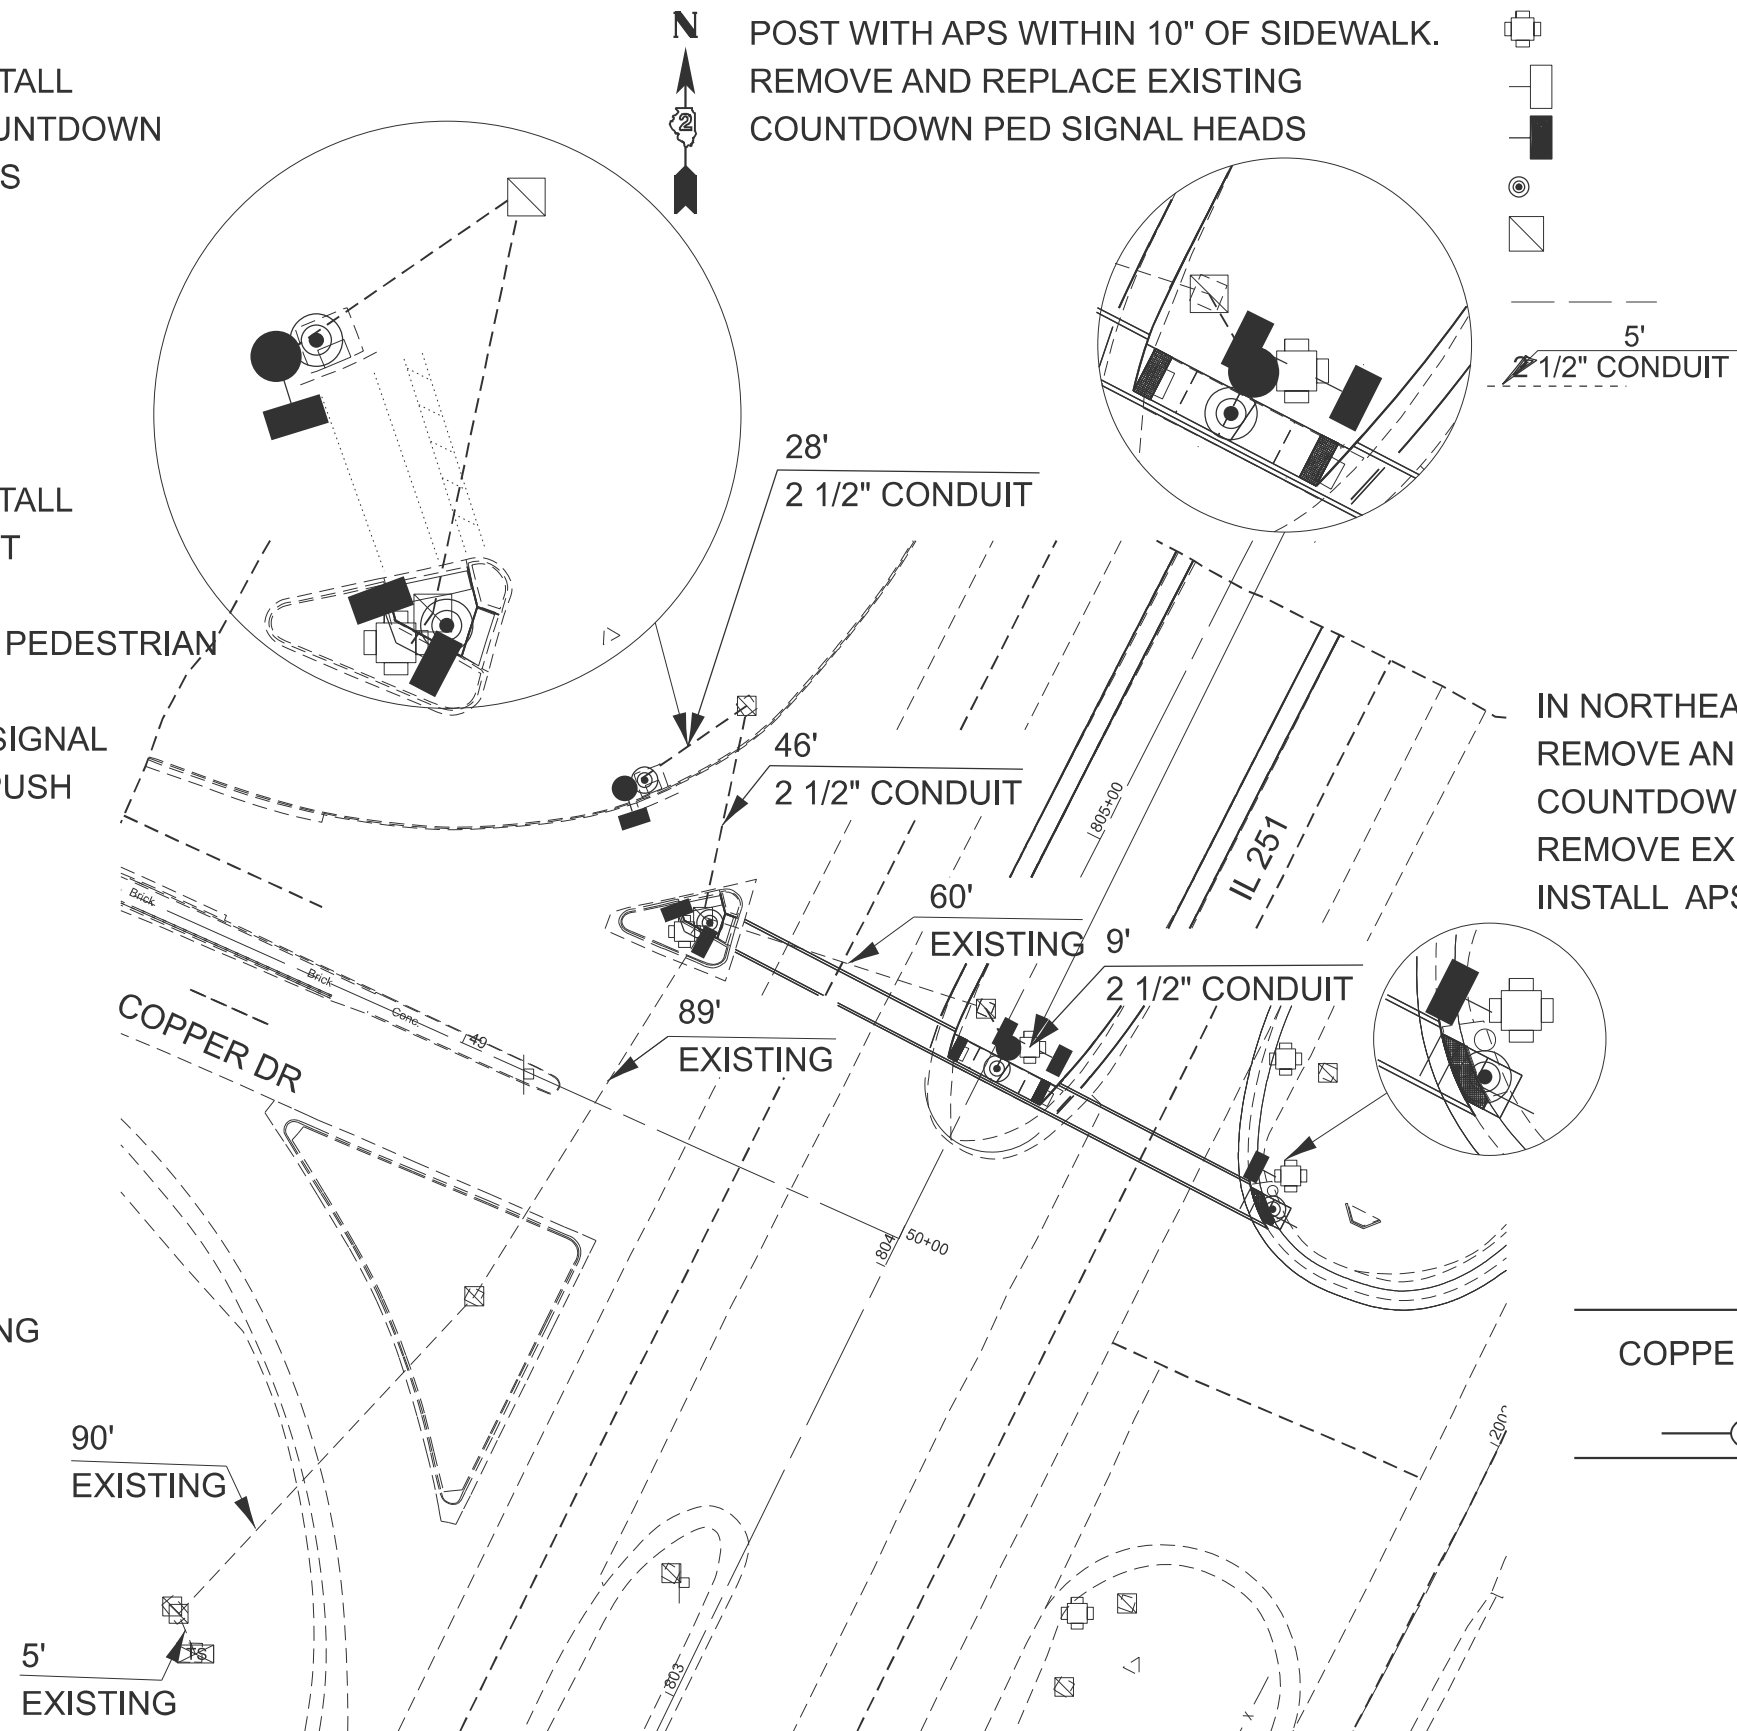 N
2
POST WITH APS WITHIN 10" OF SIDEWALK.
REMOVE AND REPLACE EXISTING
COUNTDOWN PED SIGNAL HEADS
TALL
UNTDOWN
S
5'
2 1/2" CONDUIT
28'
2 1/2" CONDUIT
TALL
T
PEDESTRIAN
SIGNAL
PUSH
46'
2 1/2" CONDUIT
805+00
IL 251
IN NORTHEA
REMOVE AN
COUNTDOW
REMOVE EX
INSTALL APS
60'
EXISTING
9'
2 1/2" CONDUIT
Brick
Brick
Conc.
49
COPPER DR
89'
EXISTING
804
50+00
NG
COPPE
90'
EXISTING
2002
5'
EXISTING
803
X